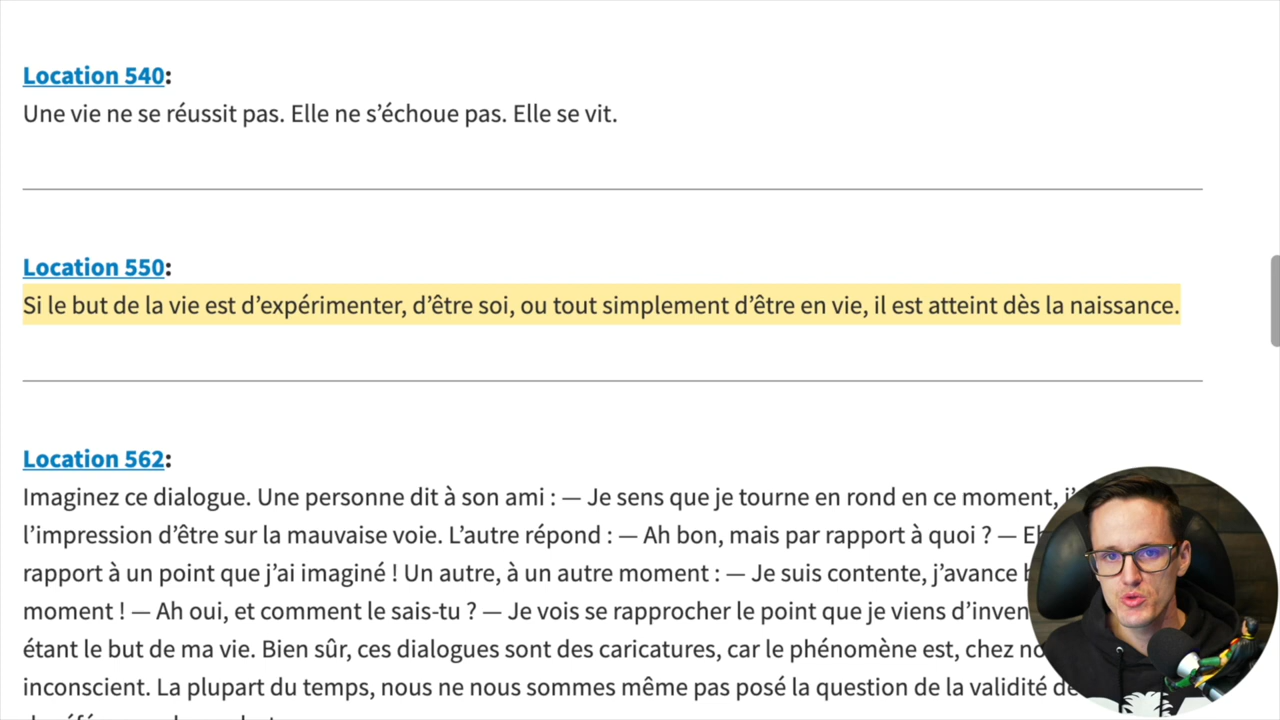 Location 540:
Une vie ne se réussit pas. Elle ne s’échoue pas. Elle se vit.
Location 550:
Si le but de la vie est d’expérimenter, d’être soi, ou tout simplement d’être en vie, il est atteint dès la naissance.
Location 562:
Imaginez ce dialogue. Une personne dit à son ami : — Je sens que je tourne en rond en ce moment,
l’impression d’être sur la mauvaise voie. L’autre répond : — Ah bon, mais par rapport à quoi ? —
rapport à un point que j’ai imaginé ! Un autre, à un autre moment : — Je suis contente, j’avance
moment ! — Ah oui, et comment le sais-tu ? — Je vois se rapprocher le point que je viens
étant le but de ma vie. Bien sûr, ces dialogues sont des caricatures, car le phénomène est, chez
inconscient. La plupart du temps, nous ne nous sommes même pas posé la question de la validité